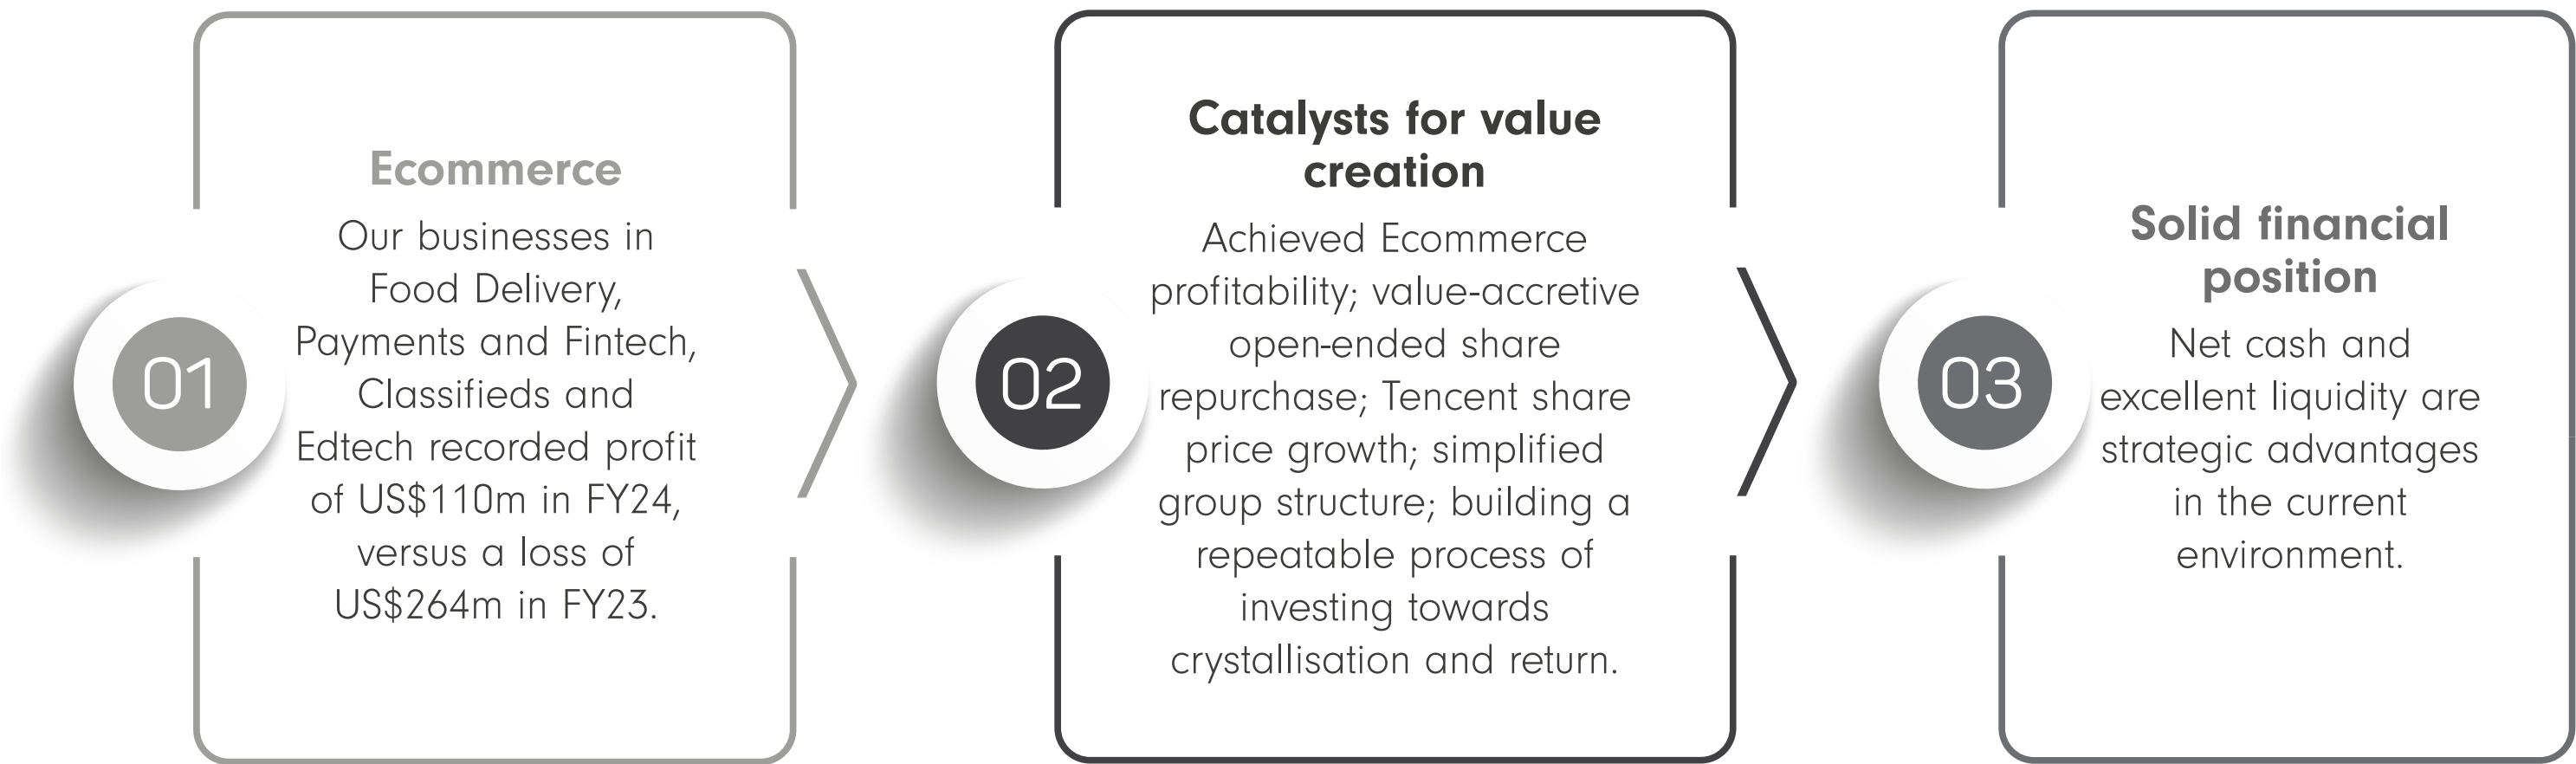 01
Ecommerce
Our businesses in
Food Delivery,
Payments and Fintech,
Classifieds and
Edtech recorded profit
of US$110m in FY24,
versus a loss of
US$264m in FY23.
02
Catalysts for value
creation
Achieved Ecommerce
profitability; value-accretive
open-ended share
repurchase; Tencent share
price growth; simplified
group structure; building a
repeatable process of
investing towards
crystallisation and return.
03
Solid financial
position
Net cash and
excellent liquidity are
strategic advantages
in the current
environment.